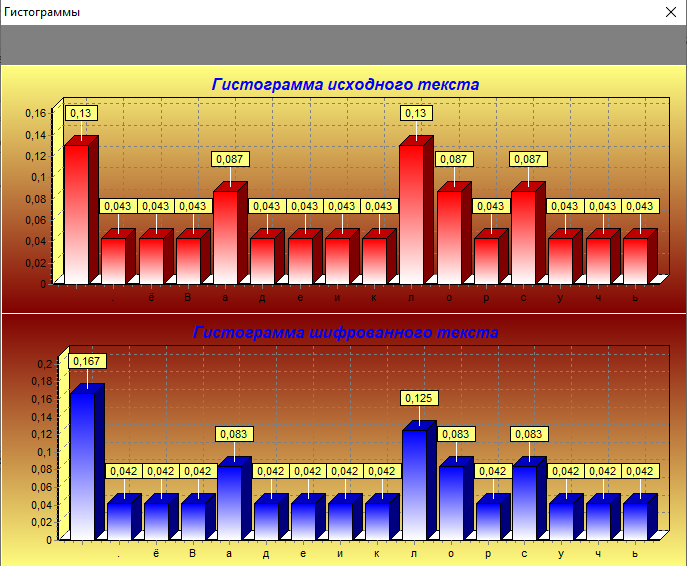 Гистограммы
Гистограмма исходного текста
0,16
0,14
0,12
0,1
0,08
0,06
0,04
0,02
0
0,13 0,043 0,043 0,043 0,087 0,043 0,043 0,043 0,043 0,13 0,087 0,043 0,087 0,043 0,043 0,043
. ё В а д е и к л о р с у ч ь
Гистограмма шифрованного текста
0,2
0,18
0,16
0,14
0,12
0,1
0,08
0,06
0,04
0,02
0
0,167 0,042 0,042 0,042 0,083 0,042 0,042 0,042 0,042 0,125 0,083 0,042 0,083 0,042 0,042 0,042
. ё В а д е и к л о р с у ч ь